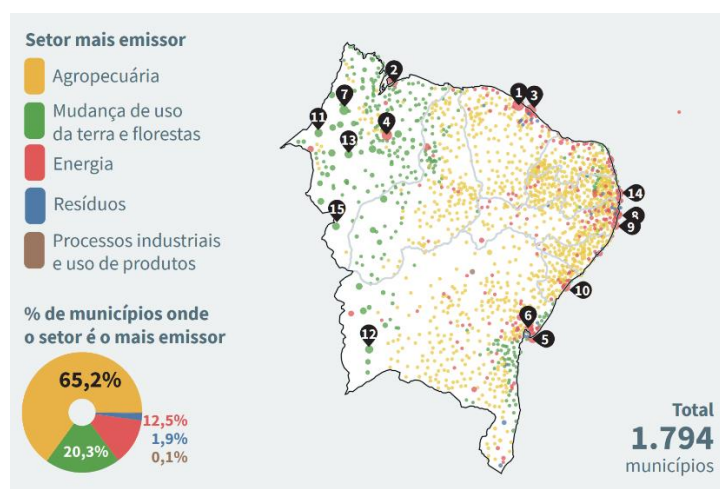 Setor mais emissor
Agropecuária
Mudança de uso
da terra e florestas
Energia
Resíduos
Processos industriais
e uso de produtos
% de municípios onde
o setor é o mais emissor
65,2%
20,3%
12,5%
1,9%
0,1%
1
2
3
4
5
6
7
8
9
10
11
12
13
14
15
Total
1.794
municípios